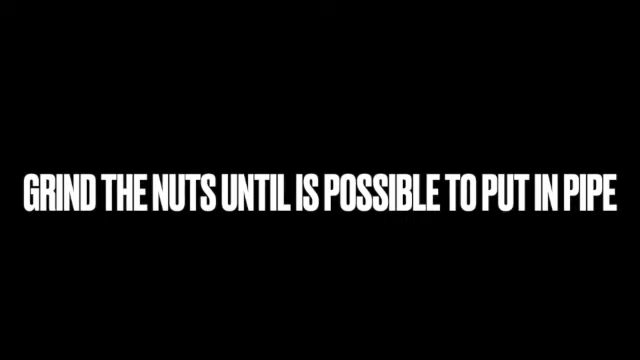 GRIND THE NUTS UNTIL IS POSSIBLE TO PUT IN PIPE